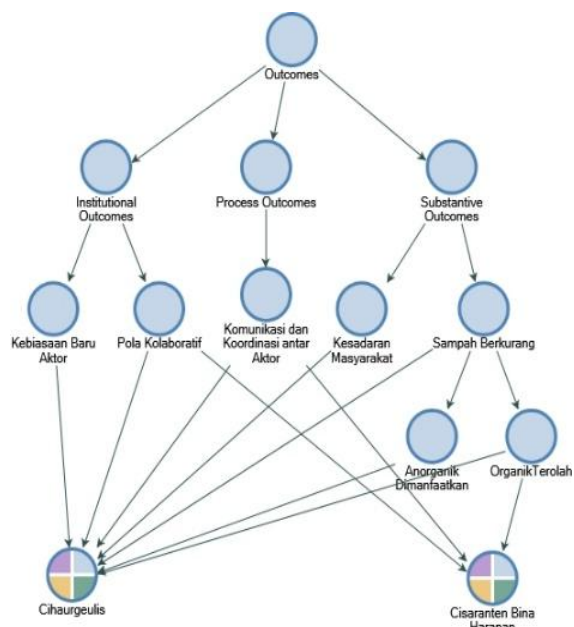 Outcomes
Institutional
Outcomes
Process Outcomes
Substantive
Outcomes
Kebiasaan Baru
Aktor
Pola Kolaboratif
Komunikasi dan
Koordinasi antar
Aktor
Kesadaran
Masyarakat
Sampah Berkurang
Anorganik
Dimanfaatkan
OrganikTerolah
Cihaurgeulis
Cisaranten Bina
Harapan